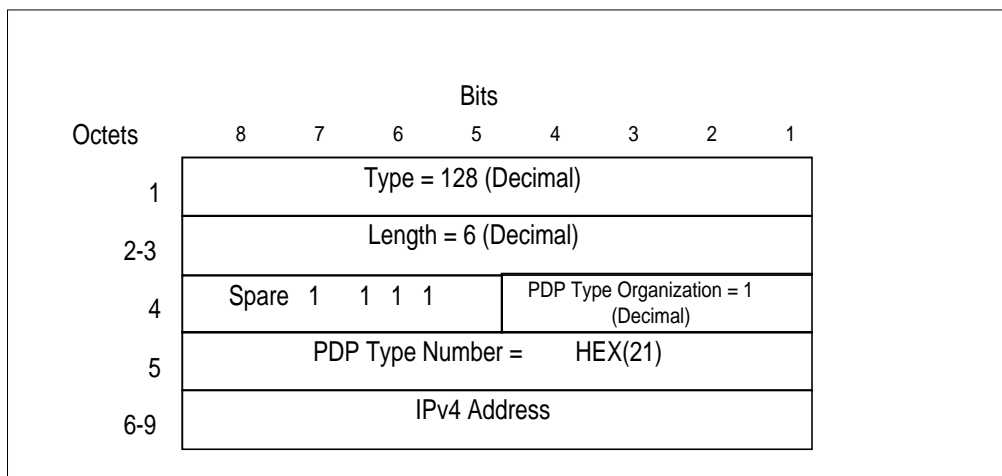 Bits
Octets 8 7 6 5 4 3 2 1
1 Type = 128 (Decimal)
2-3 Length = 6 (Decimal)
4 Spare 1 1 1 1 PDP Type Organization = 1
(Decimal)
5 PDP Type Number = HEX(21)
6-9 IPv4 Address